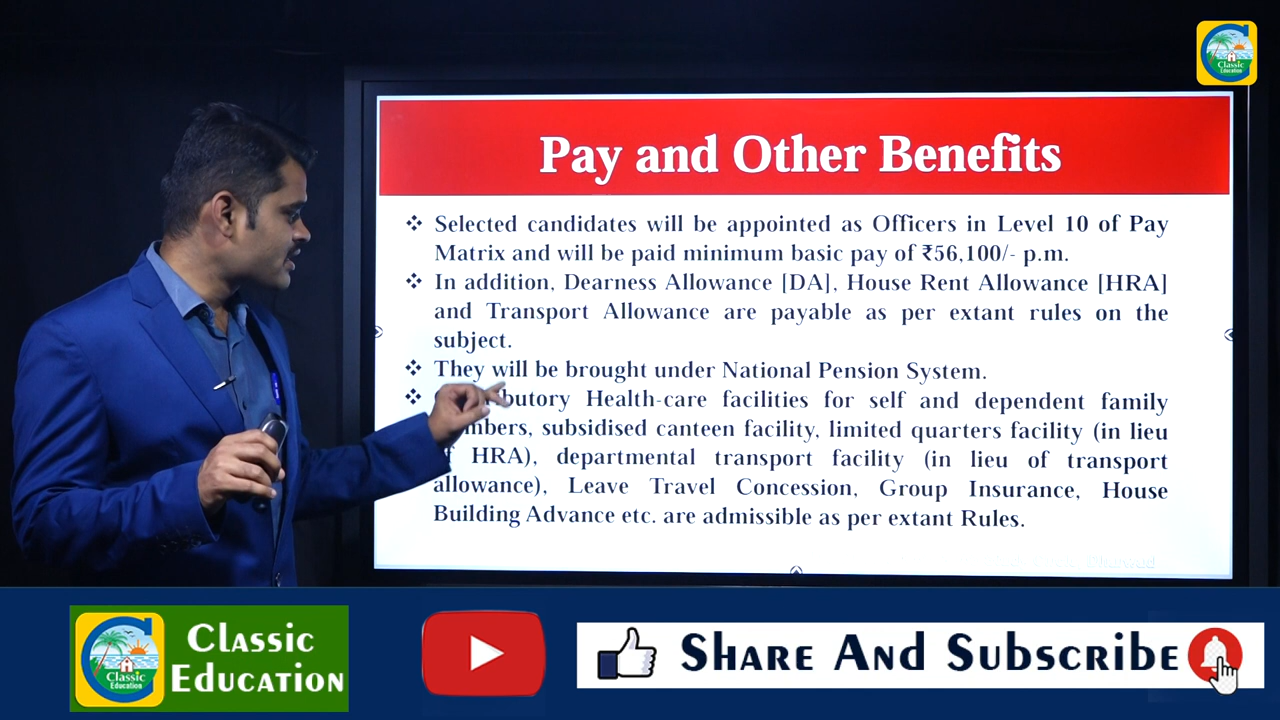 Classic
Education
Pay and Other Benefits
❖ Selected candidates will be appointed as Officers in Level 10 of Pay
Matrix and will be paid minimum basic pay of ₹56,100/- p.m.
❖ In addition, Dearness Allowance [DA], House Rent Allowance [HRA]
and Transport Allowance are payable as per extant rules on the
subject.
❖ They will be brought under National Pension System.
❖ Health-care facilities for self and dependent family
subsidised canteen facility, limited quarters facility (in lieu
HRA), departmental transport facility (in lieu of transport
allowance), Leave Travel Concession, Group Insurance, House
Building Advance etc. are admissible as per extant Rules.
Classic
Education
Classic
Education
Share And Subscribe